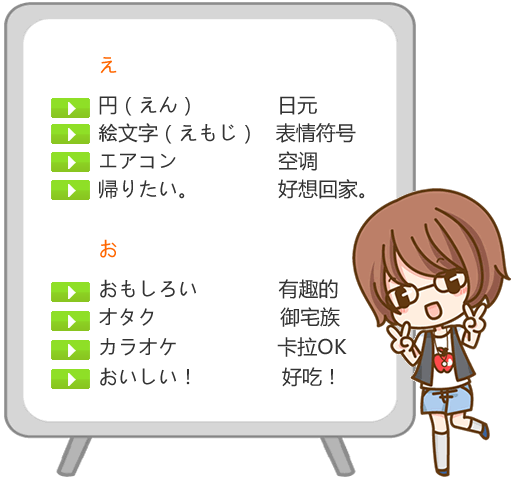 え
円（えん） 日元
絵文字（えもじ） 表情符号
エアコン 空调
帰りたい。 好想回家。
お
おもしろい 有趣的
オタク 御宅族
カラオケ 卡拉OK
おいしい！ 好吃！